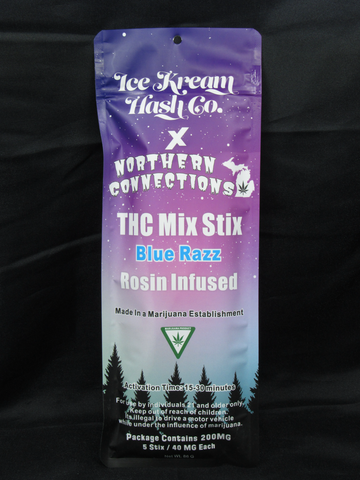 Ice Kream
Hash Co.
X
NORTHERN
CONNECTIONS
THC Mix Stix
Blue Razz
Rosin Infused
Made In a Marijuana Establishment
Activation Time: 15-30 minutes
For use by individuals 21 and older only.
Keep out of reach of children.
It is illegal to drive a motor vehicle
while under the influence of marijuana.
Package Contains 200MG
5 Stix / 40 MG Each